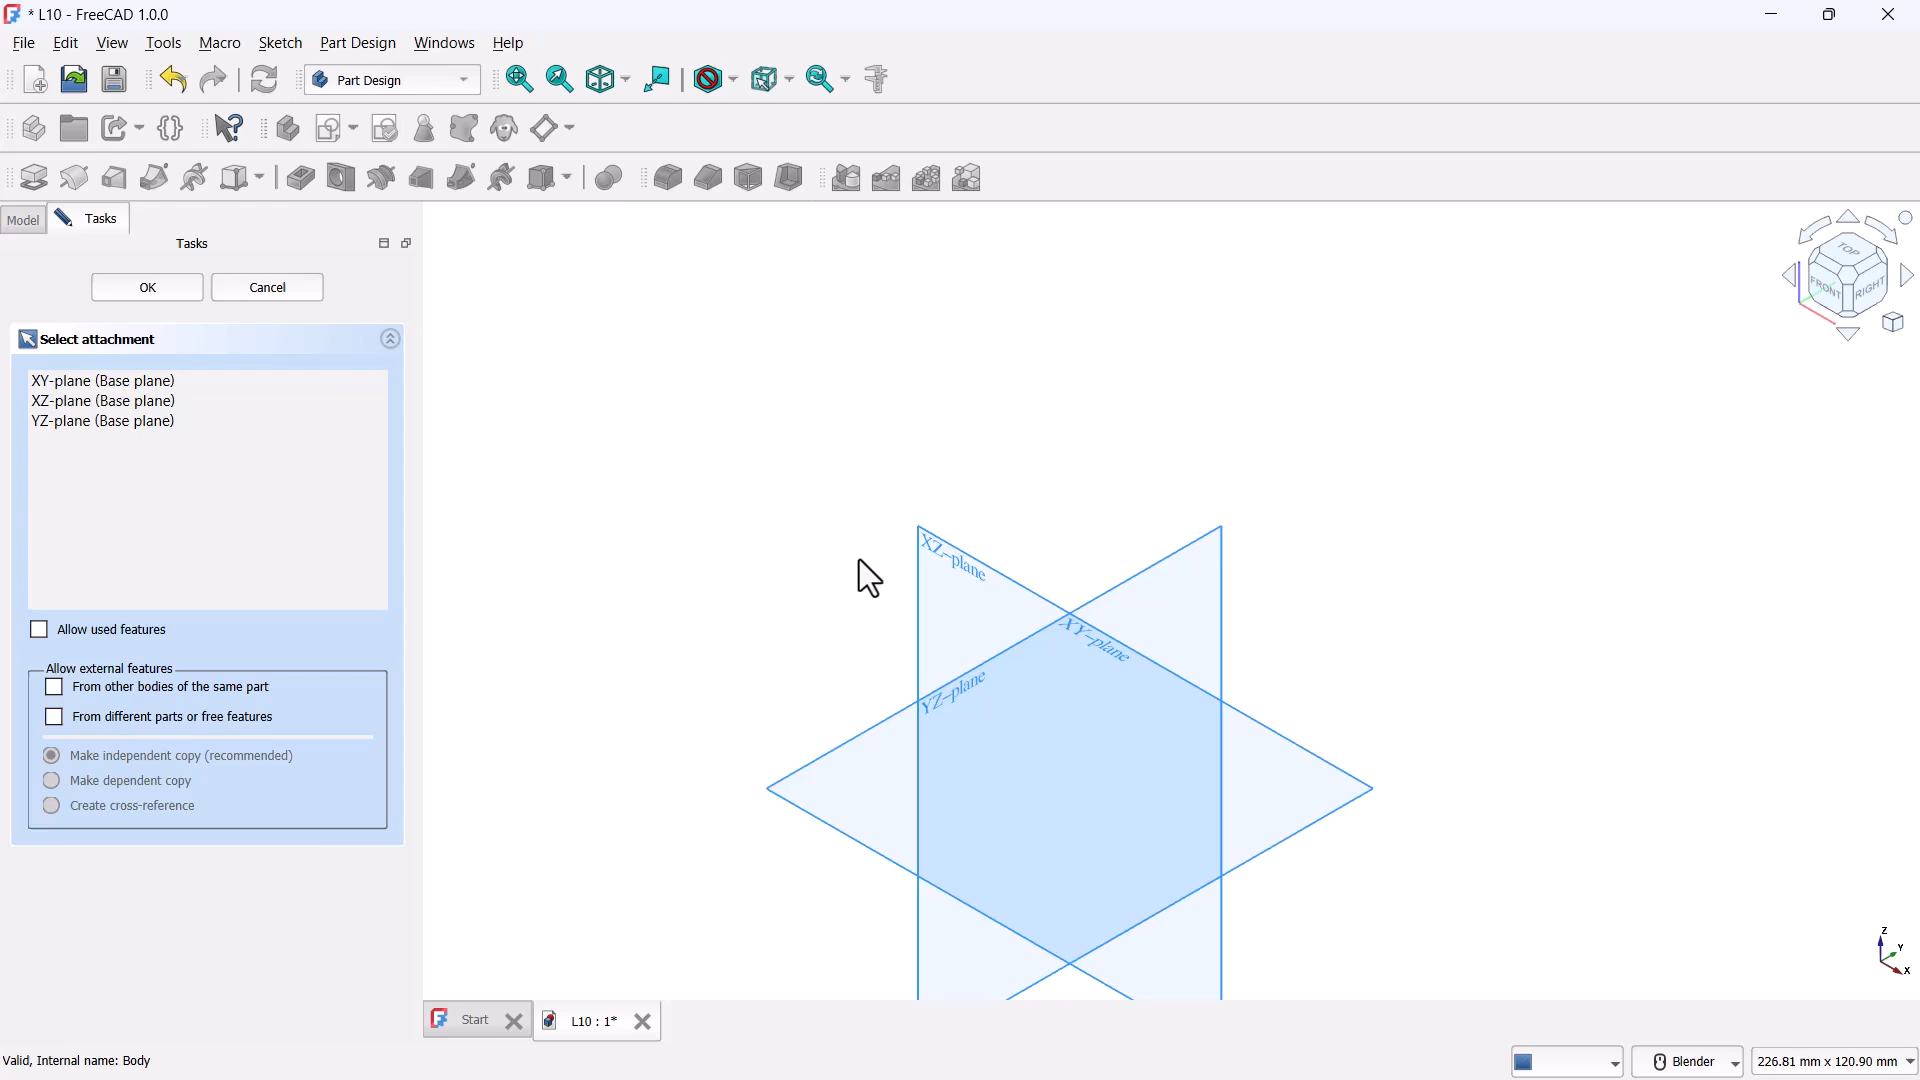 * L10 - FreeCAD 1.0.0
File Edit View Tools Macro Sketch Part Design Windows Help
Part Design
Model Tasks
Tasks
OK Cancel
Select attachment
XY-plane (Base plane)
XZ-plane (Base plane)
YZ-plane (Base plane)
Allow used features
Allow external features
From other bodies of the same part
From different parts or free features
Make independent copy (recommended)
Make dependent copy
Create cross-reference
TOP
FRONT RIGHT
XZ-plane
XY-plane
YZ-plane
Z
Y
X
Start L10 : 1*
Valid, Internal name: Body
Blender 226.81 mm x 120.90 mm